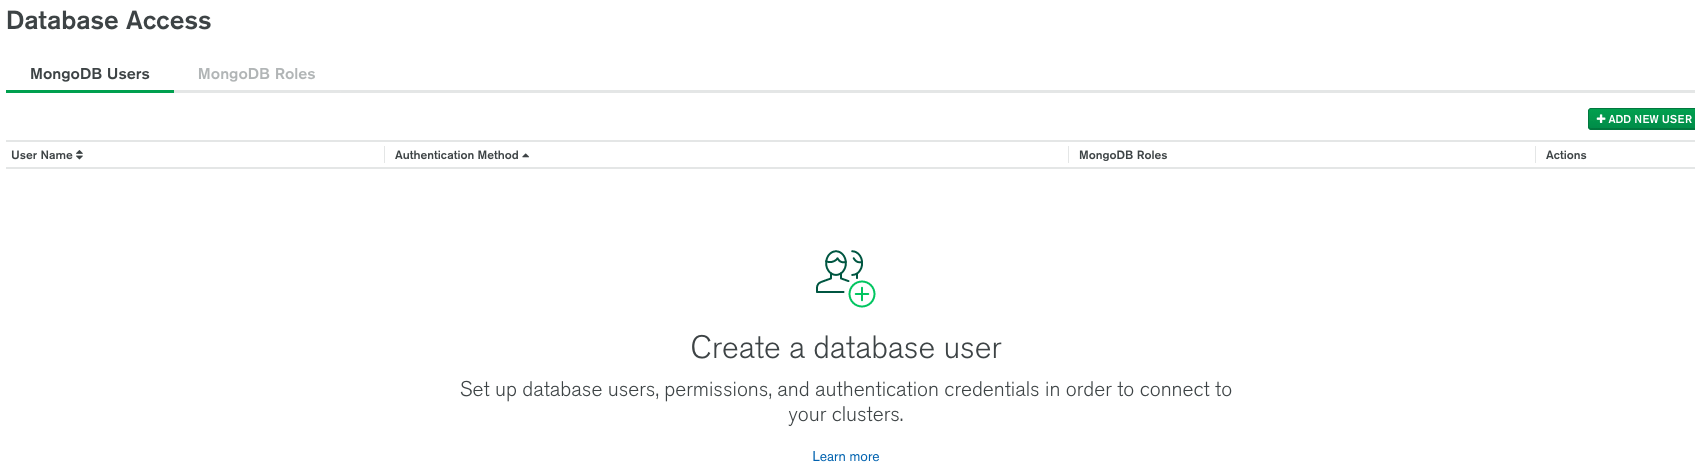 Database Access
MongoDB Users MongoDB Roles
ADD NEW USER
User Name Authentication Method MongoDB Roles Actions
Create a database user
Set up database users, permissions, and authentication credentials in order to connect to
your clusters.
Learn more